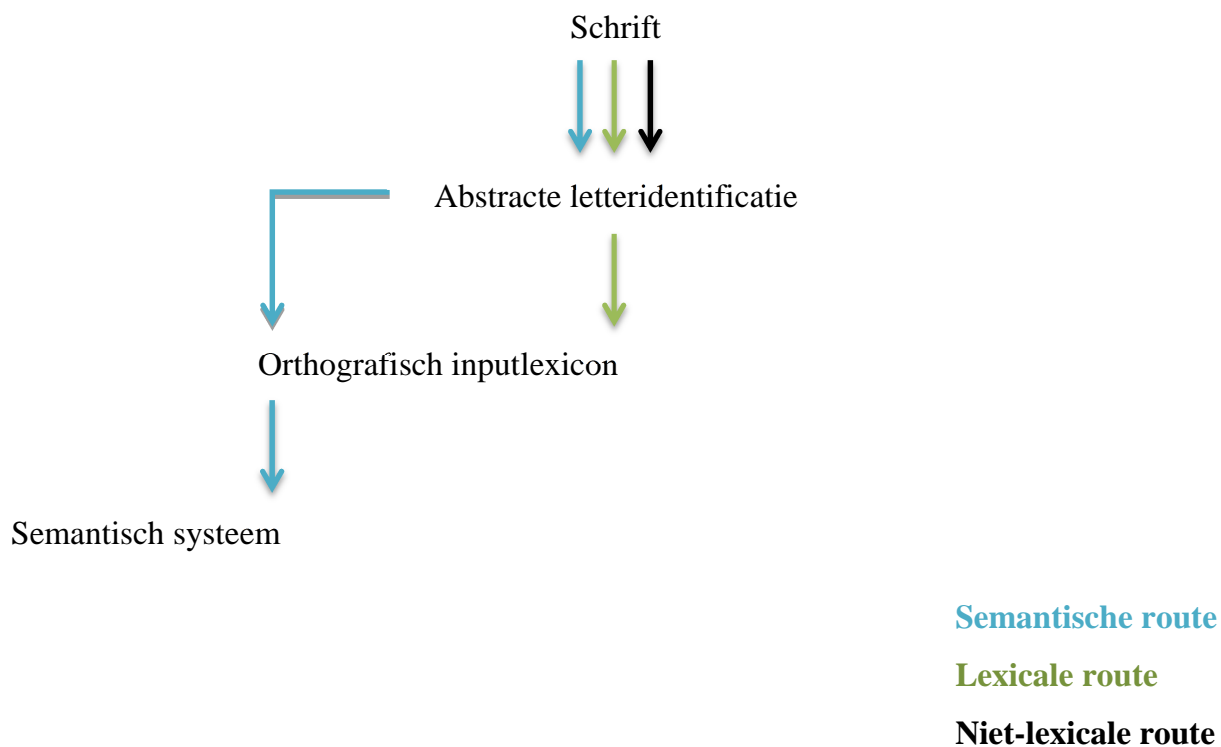 Schrift
Abstracte letteridentificatie
Orthografisch inputlexicon
Semantisch systeem
Semantische route
Lexicale route
Niet-lexicale route